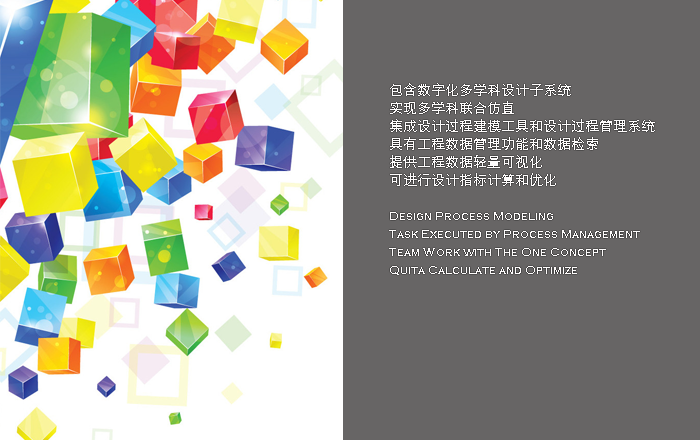 包含数字化多学科设计子系统
实现多学科联合仿真
集成设计过程建模工具和设计过程管理系统
具有工程数据管理功能和数据检索
提供工程数据轻量可视化
可进行设计指标计算和优化
Design Process Modeling
Task Executed by Process Management
Team Work with The One Concept
Quita Calculate and Optimize